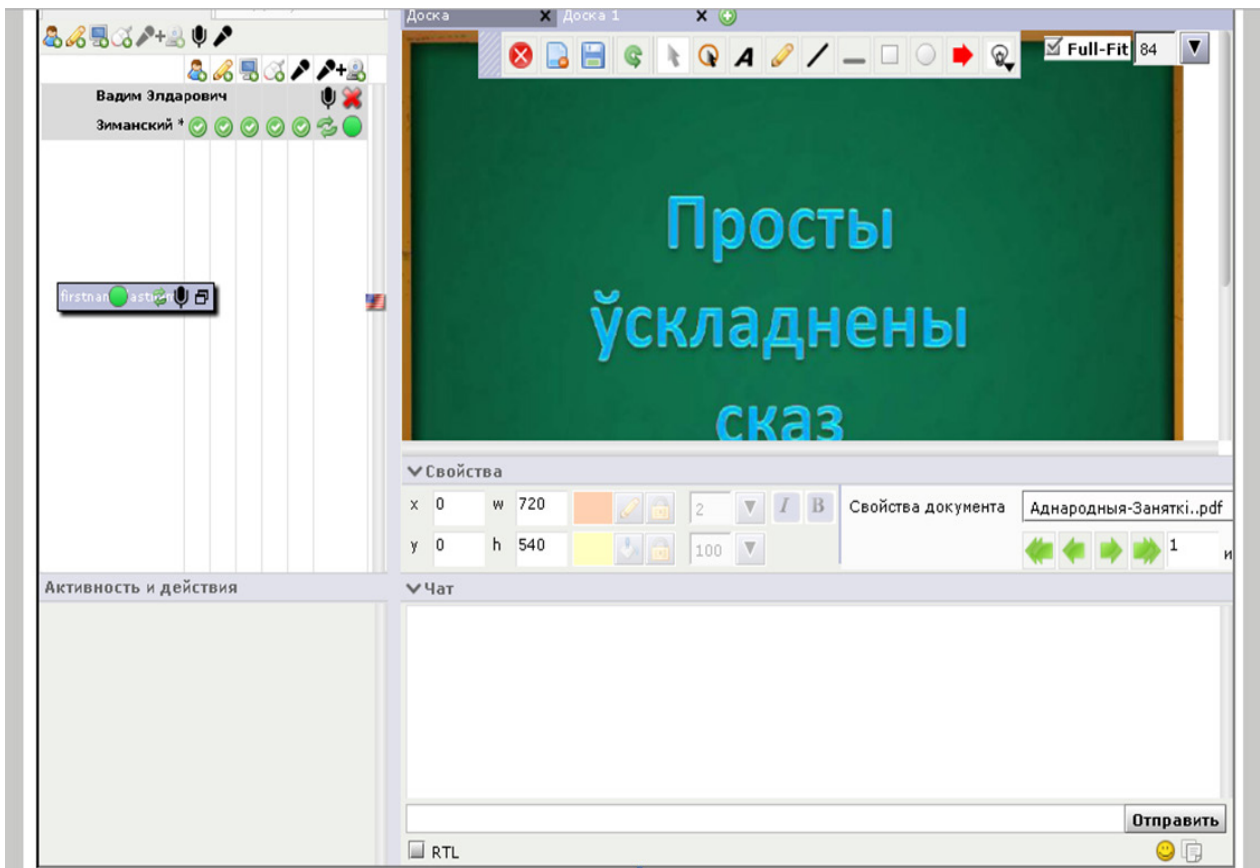 Доска
Доска 1
Full-Fit
84
Вадим Элдарович
Зиманский *
Просты
ўскладнены
сказ
Свойства
x 0 w 720 2 I B
Свойства документа
Аднародныя-Заняткі..pdf
y 0 h 540 100
1
Активность и действия
Чат
Отправить
RTL